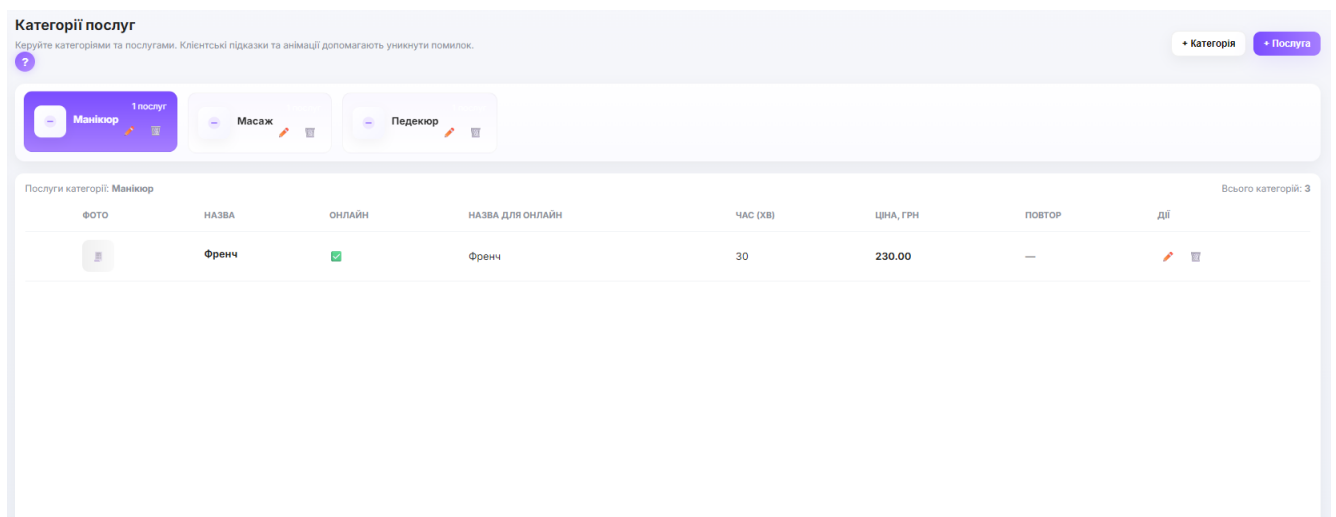 Категорії послуг
Керуйте категоріями та послугами. Клієнтські підказки та анімації допомагають уникнути помилок.
?
+ Категорія
+ Послуга
1 послуг
Манікюр
Масаж
Педекюр
Послуги категорії: Манікюр
Всього категорій: 3
ФОТО НАЗВА ОНЛАЙН НАЗВА ДЛЯ ОНЛАЙН ЧАС (ХВ) ЦІНА, ГРН ПОВТОР ДІЇ
Френч Френч 30 230.00 —